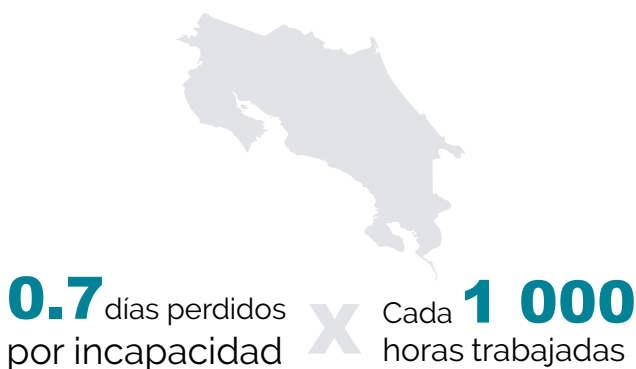 0.7 días perdidos
por incapacidad
X
Cada 1 000
horas trabajadas